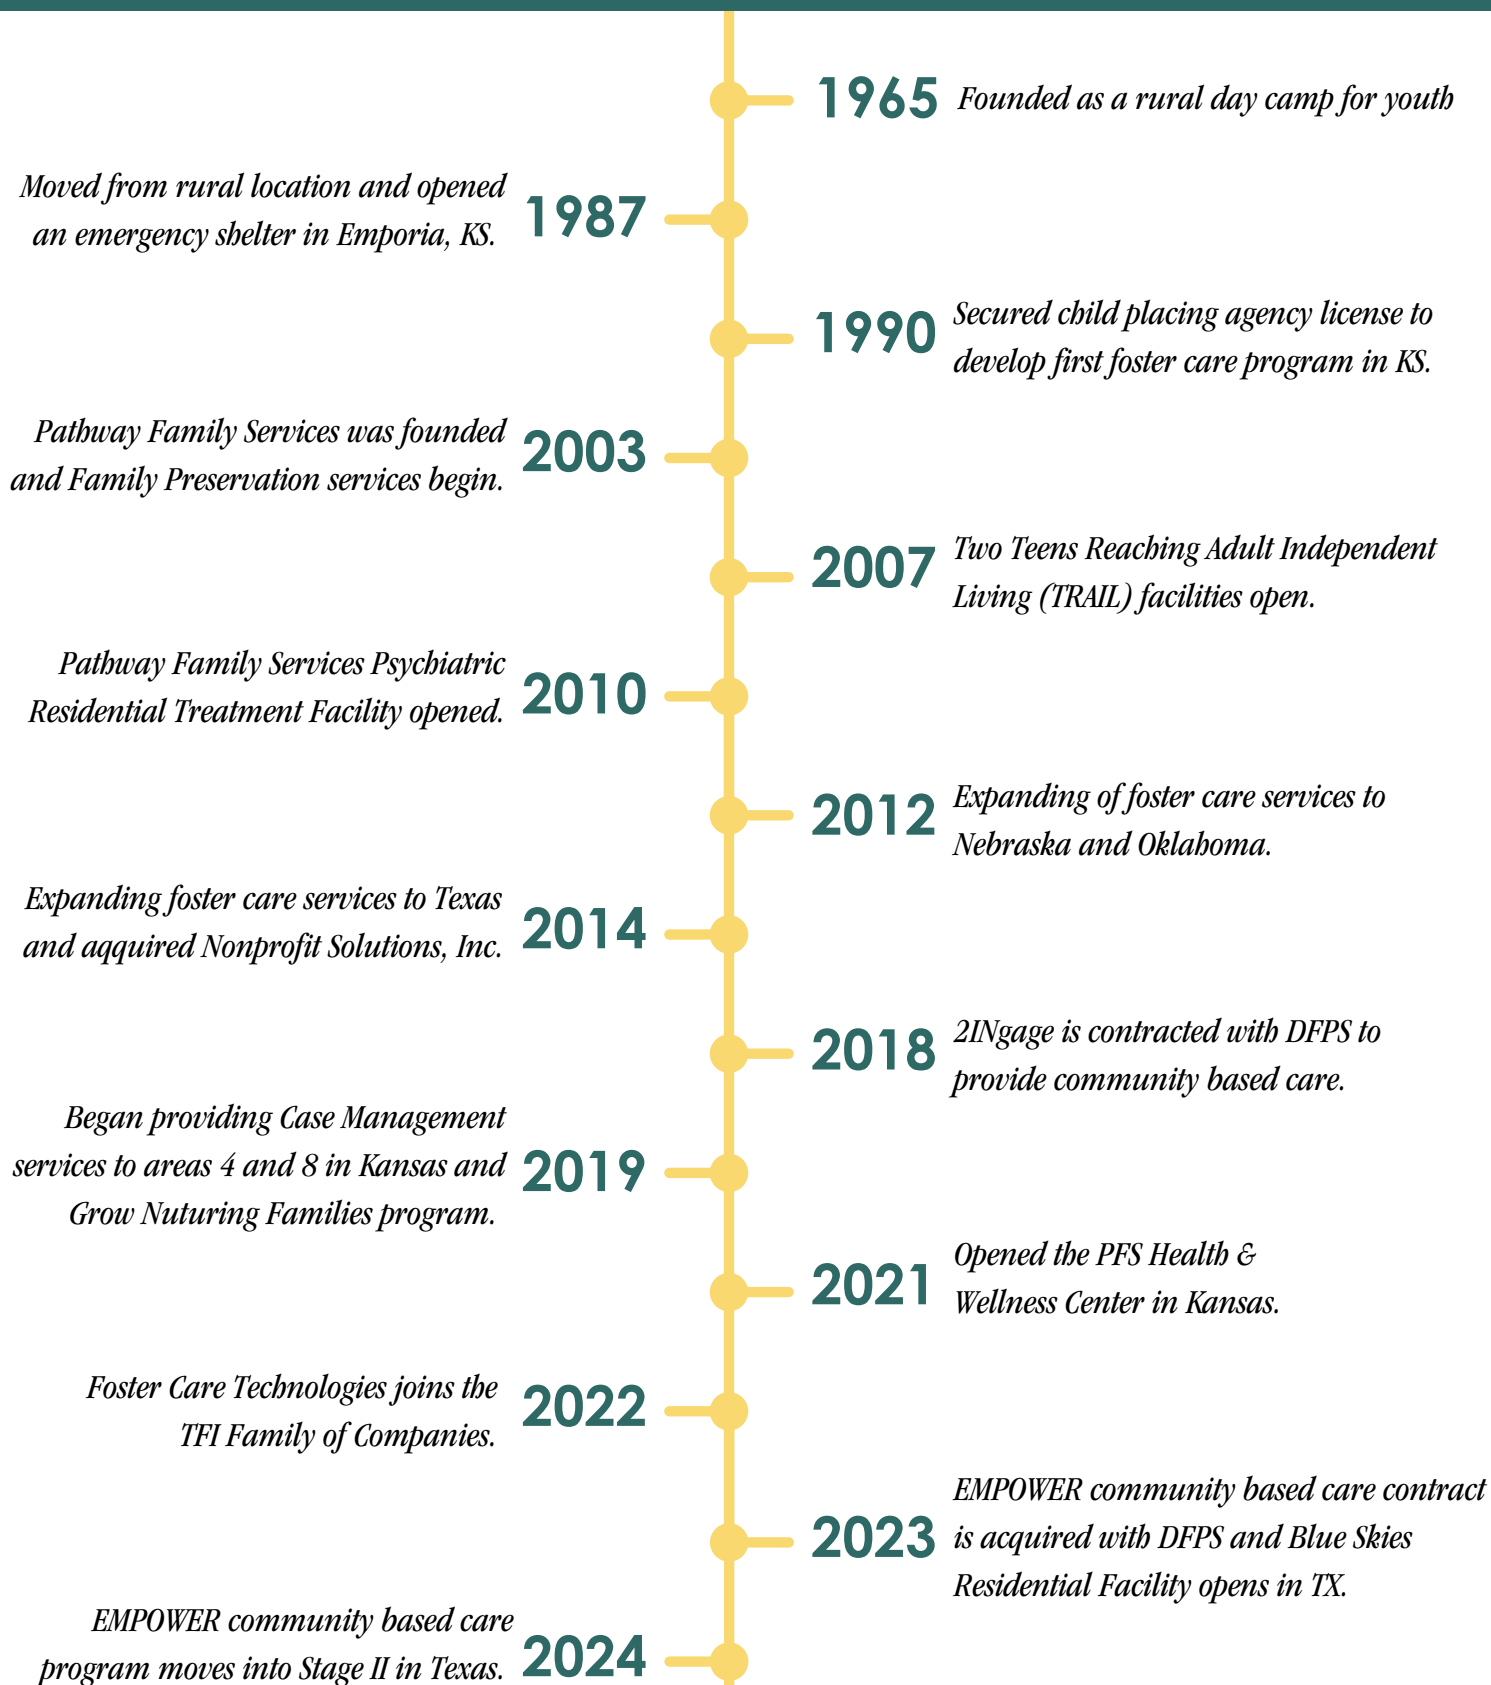 1965 Founded as a rural day camp for youth
Moved from rural location and opened
an emergency shelter in Emporia, KS.
1987
1990
Secured child placing agency license to
develop first foster care program in KS.
Pathway Family Services was founded
and Family Preservation services begin.
2003
2007
Two Teens Reaching Adult Independent
Living (TRAIL) facilities open.
Pathway Family Services Psychiatric
Residential Treatment Facility opened.
2010
2012
Expanding of foster care services to
Nebraska and Oklahoma.
Expanding foster care services to Texas
and aqquired Nonprofit Solutions, Inc.
2014
2018
2INgage is contracted with DFPS to
provide community based care.
Began providing Case Management
services to areas 4 and 8 in Kansas and
Grow Nuturing Families program.
2019
2021
Opened the PFS Health &
Wellness Center in Kansas.
Foster Care Technologies joins the
TFI Family of Companies.
2022
2023
EMPOWER community based care contract
is acquired with DFPS and Blue Skies
Residential Facility opens in TX.
EMPOWER community based care
program moves into Stage II in Texas.
2024